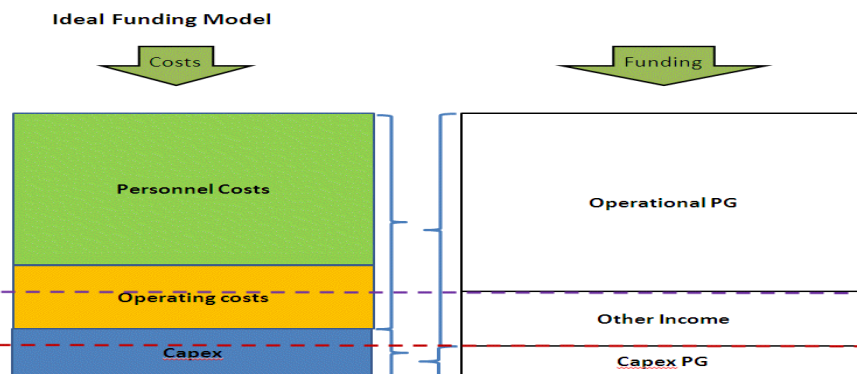 Ideal Funding Model
Costs
Funding
Personnel Costs
Operational PG
Operating costs
Other Income
Capex
Capex PG